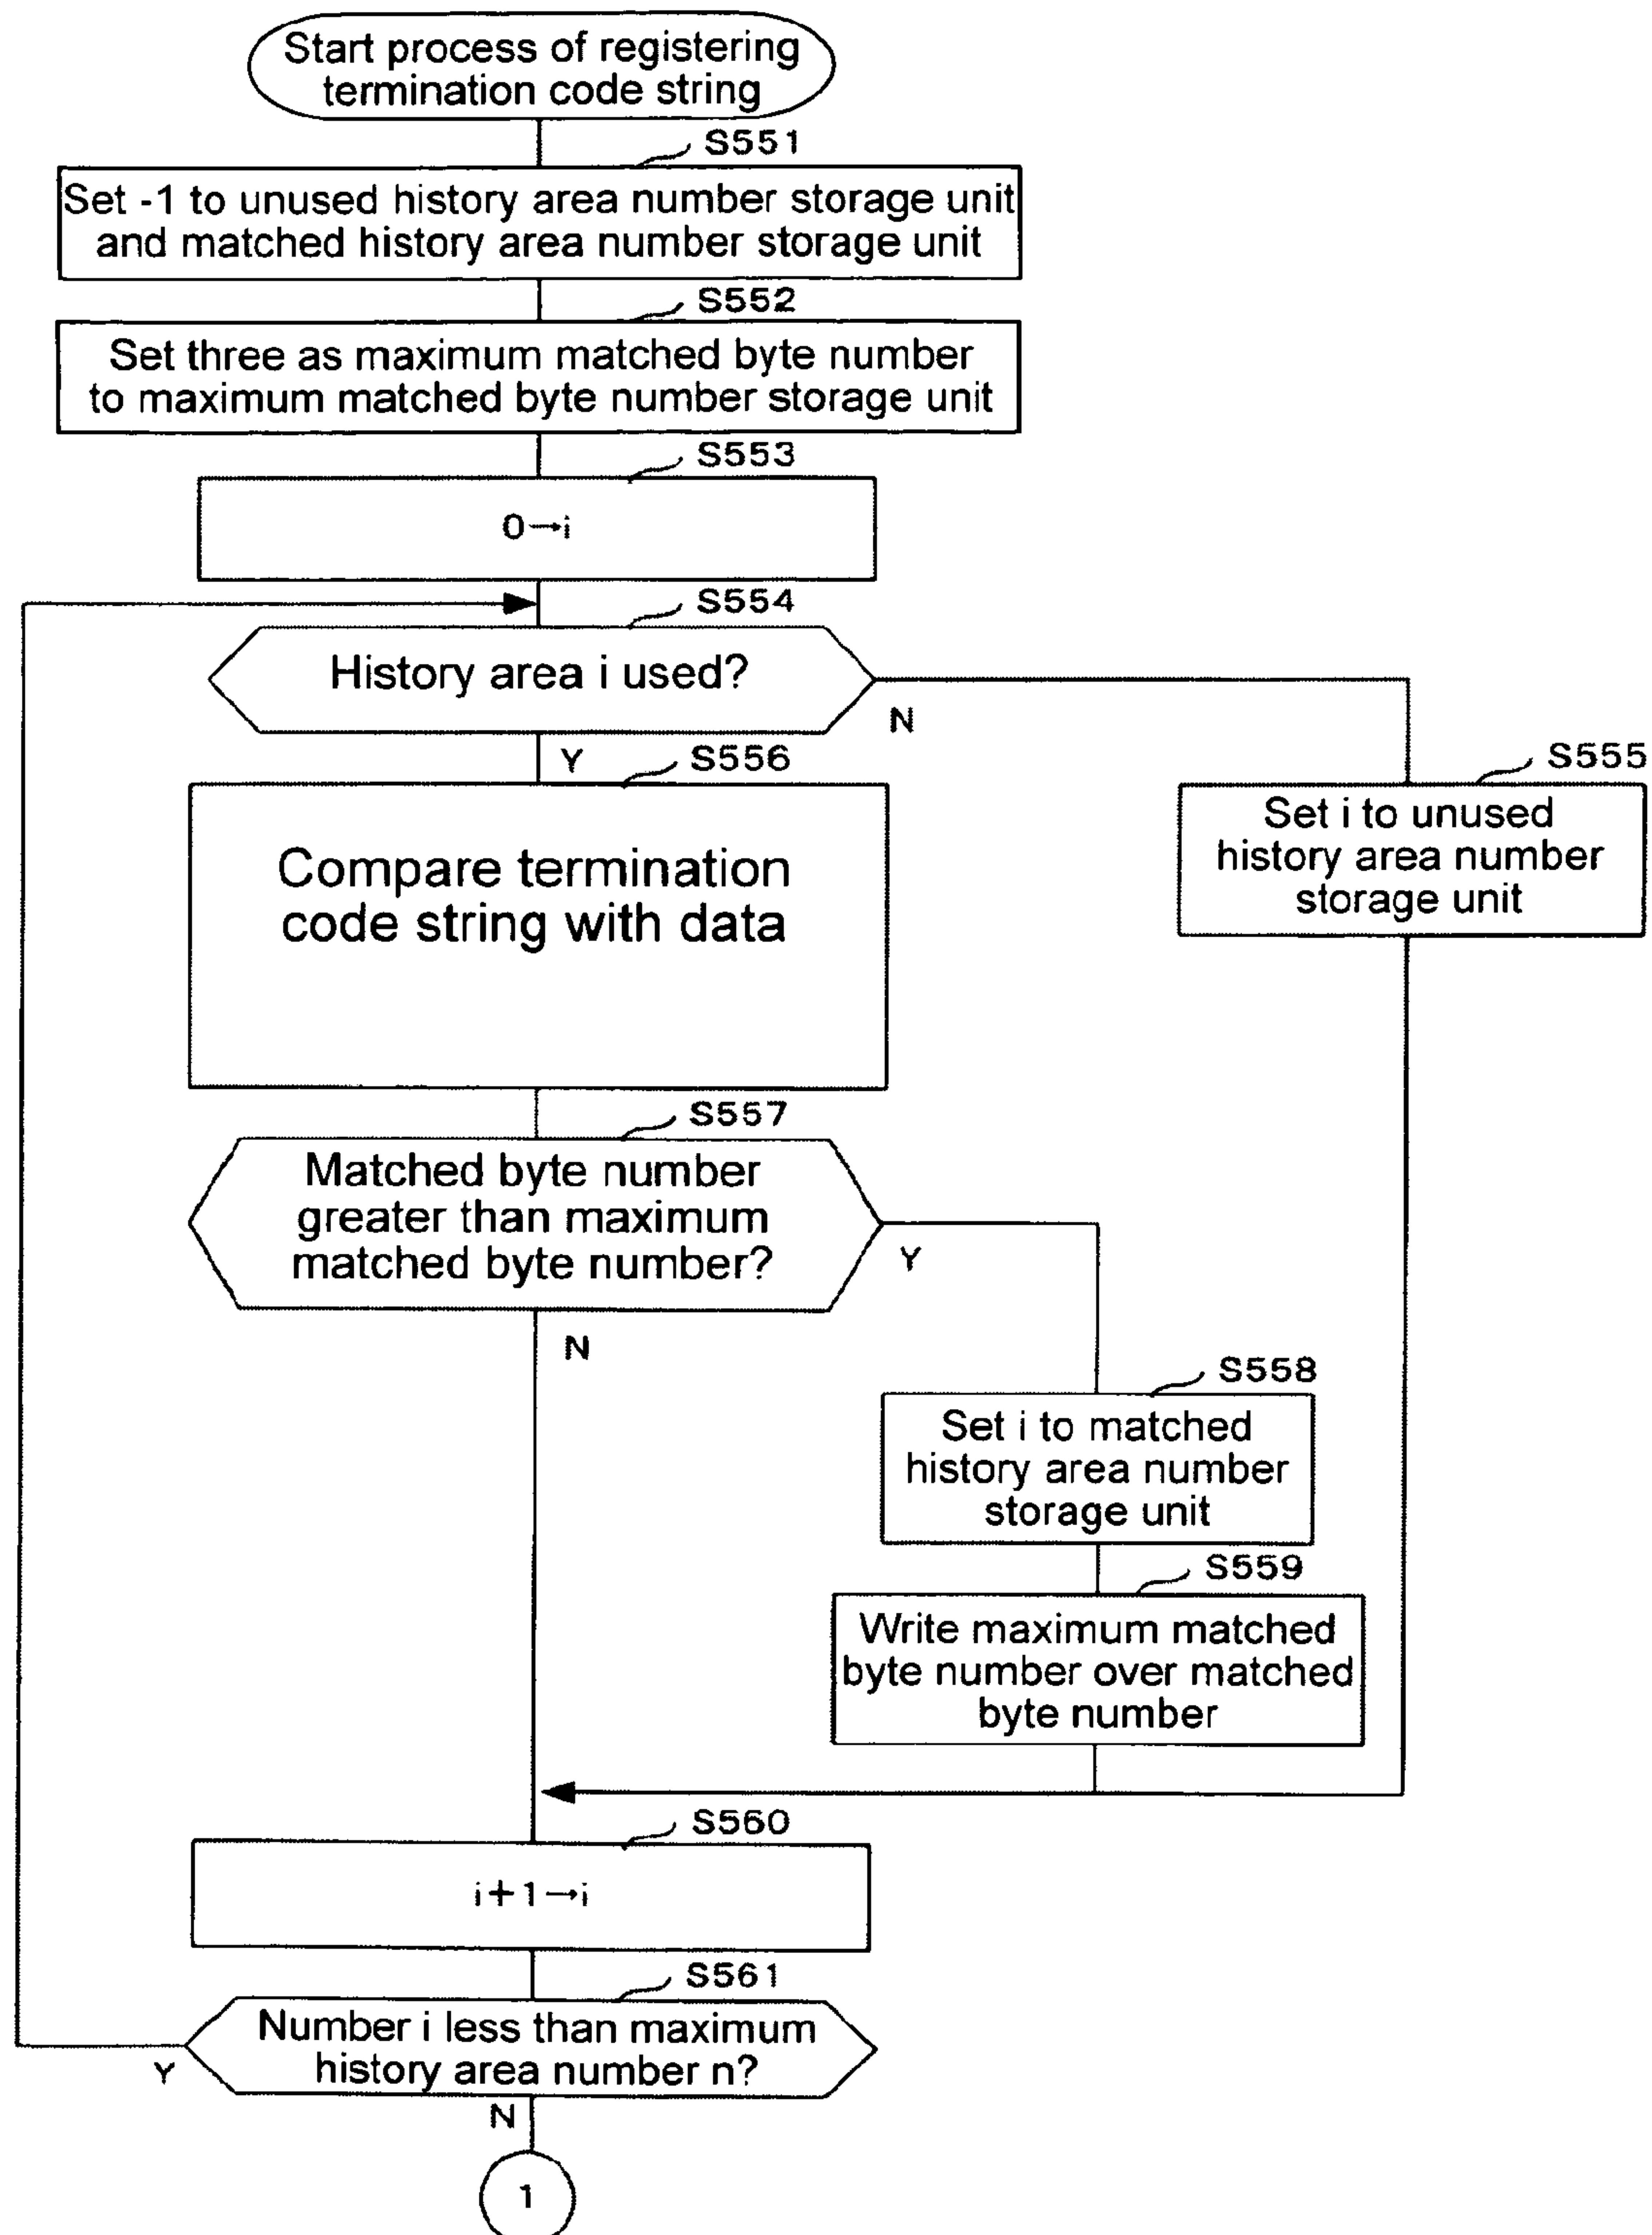 Start process of registering
termination code string
S551
Set -1 to unused history area number storage unit
and matched history area number storage unit
S552
Set three as maximum matched byte number
to maximum matched byte number storage unit
S553
0→i
S554
History area i used?
N
Y
S556
S555
Compare termination
code string with data
Set i to unused
history area number
storage unit
S557
Matched byte number
greater than maximum
matched byte number?
Y
N
S558
Set i to matched
history area number
storage unit
S559
Write maximum matched
byte number over matched
byte number
S560
i+1→i
S561
Number i less than maximum
history area number n?
Y
N
1